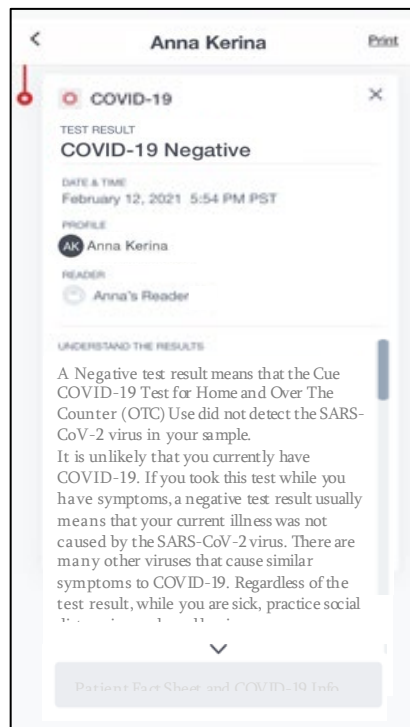 Anna Kerina Print
COVID-19
TEST RESULT
COVID-19 Negative
DATE & TIME
February 12, 2021 5:54 PM PST
PROFILE
AK Anna Kerina
READER
Anna's Reader
UNDERSTAND THE RESULTS
A Negative test result means that the Cue
COVID-19 Test for Home and Over The
Counter (OTC) Use did not detect the SARS-
CoV-2 virus in your sample.
It is unlikely that you currently have
COVID-19. If you took this test while you
have symptoms, a negative test result usually
means that your current illness was not
caused by the SARS-CoV-2 virus. There are
many other viruses that cause similar
symptoms to COVID-19. Regardless of the
test result, while you are sick, practice social
Patient Fact Sheet and COVID-19 Info